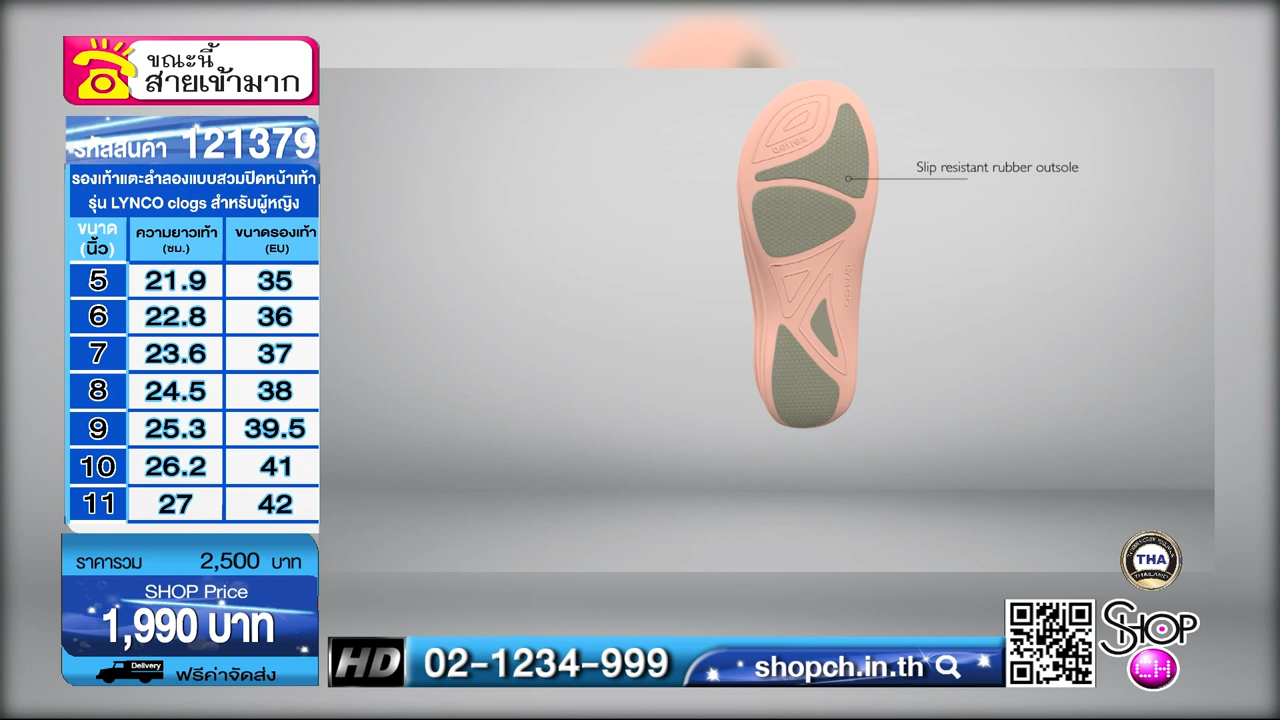 ขณะนี้
สายเข้ามาก
รหัสสินค้า 121379
รองเท้าแตะลำลองแบบสวมปิดหน้าเท้า
รุ่น LYNCO clogs สำหรับผู้หญิง
ขนาด (นิ้ว) ความยาวเท้า (ซม.) ขนาดรองเท้า (EU)
5 21.9 35
6 22.8 36
7 23.6 37
8 24.5 38
9 25.3 39.5
10 26.2 41
11 27 42
ราคารวม 2,500 บาท
SHOP Price
1,990 บาท
Delivery ฟรีค่าจัดส่ง
Slip resistant rubber outsole
HD 02-1234-999 shopch.in.th
THA
THAILAND
SHOP
CH